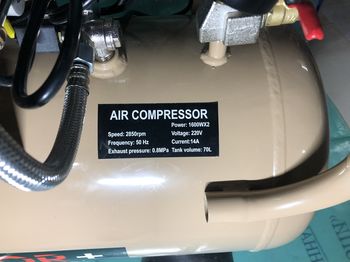 AIR COMPRESSOR
Power: 1600WX2
Speed: 2850rpm Voltage: 220V
Frequency: 50 Hz Current:14A
Exhaust pressure: 0.8MPa Tank volume: 70L